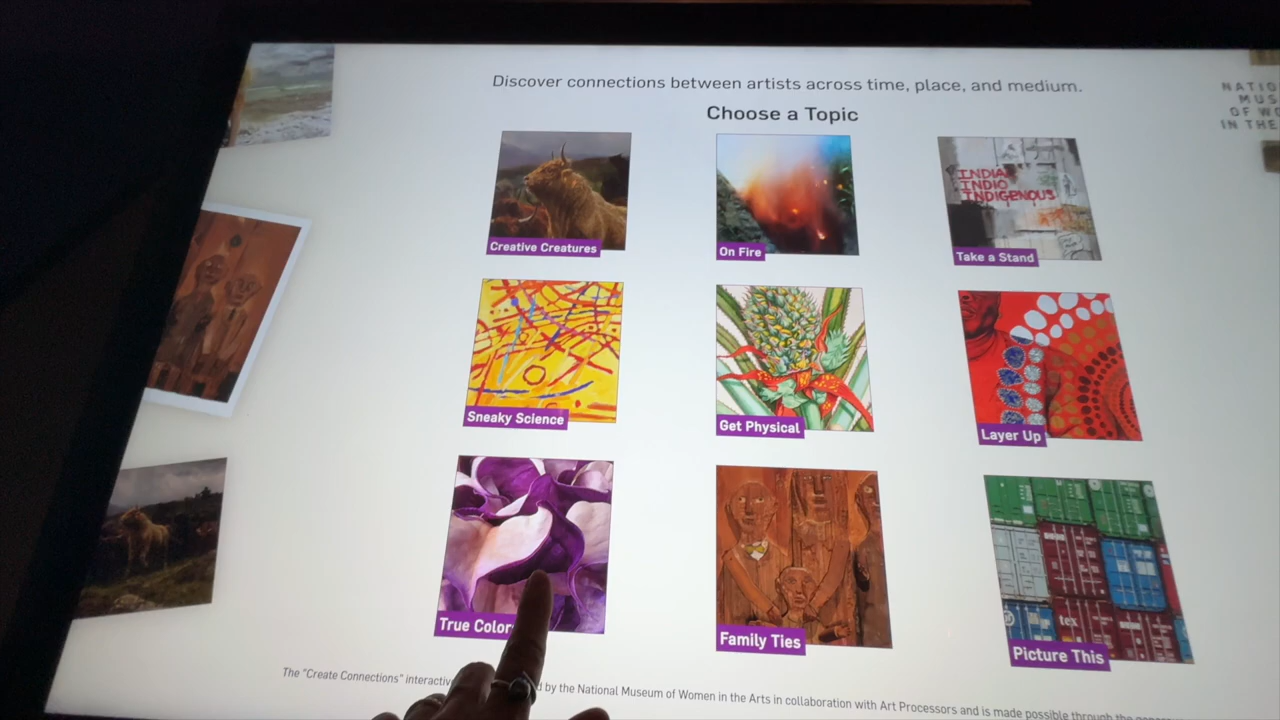 Discover connections between artists across time, place, and medium.
Choose a Topic
NATIO
MUS
OF WO
IN THE
Creative Creatures
On Fire
INDIAN
INDIO
INDIGENOUS
Take a Stand
Sneaky Science
Get Physical
Layer Up
True Color
Family Ties
tex
Picture This
The "Create Connections" interactive d by the National Museum of Women in the Arts in collaboration with Art Processors and is made possible through the